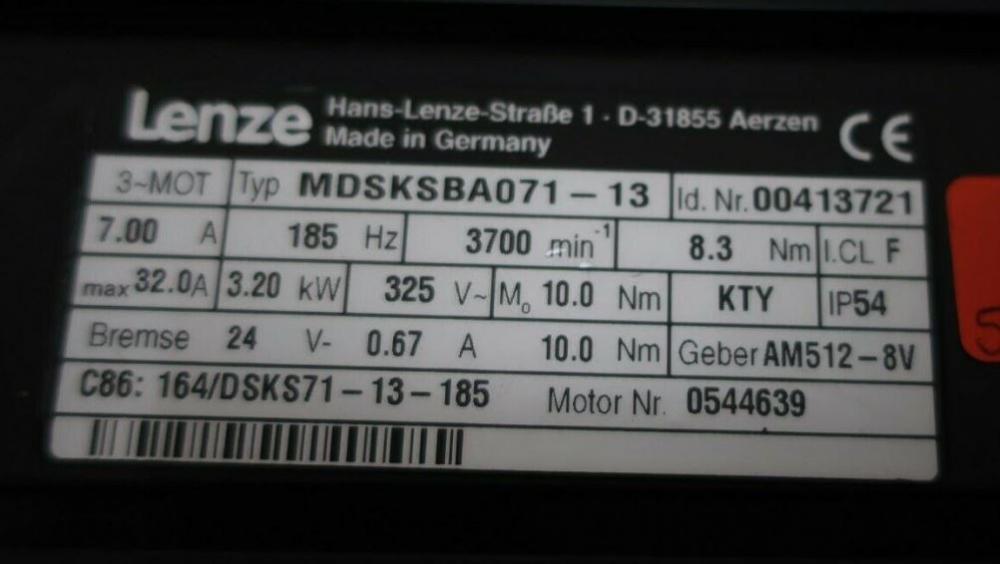 Lenze Hans-Lenze-Straße 1 · D-31855 Aerzen
Made in Germany
CE
3~MOT Typ MDSKSBA071-13 Id. Nr. 00413721
7.00 A 185 Hz 3700 min-1 8.3 Nm I.CL F
max 32.0A 3.20 kW 325 V~ Mo 10.0 Nm KTY IP54
Bremse 24 V- 0.67 A 10.0 Nm Geber AM512-8V
C86: 164/DSKS71-13-185 Motor Nr. 0544639
5